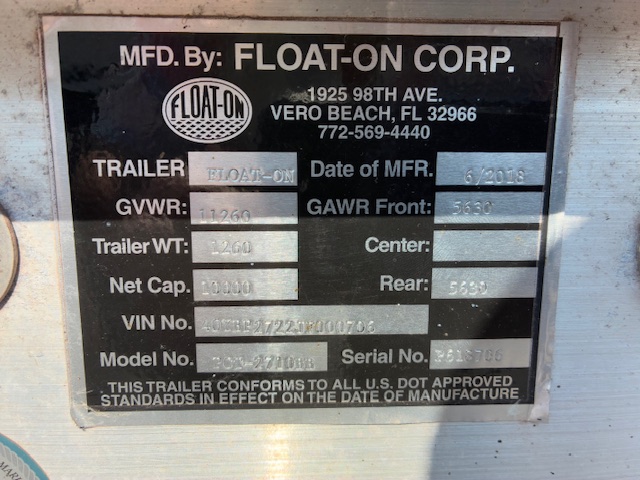 MFD. By: FLOAT-ON CORP.
FLOAT-ON
1925 98TH AVE.
VERO BEACH, FL 32966
772-569-4440
TRAILER FLOAT-ON Date of MFR. 6/2018
GVWR: 11260 GAWR Front: 5630
Trailer WT: 1260 Center:
Net Cap. 10000 Rear: 5630
VIN No.
Model No. Serial No. P618706
THIS TRAILER CONFORMS TO ALL U.S. DOT APPROVED
STANDARDS IN EFFECT ON THE DATE OF MANUFACTURE